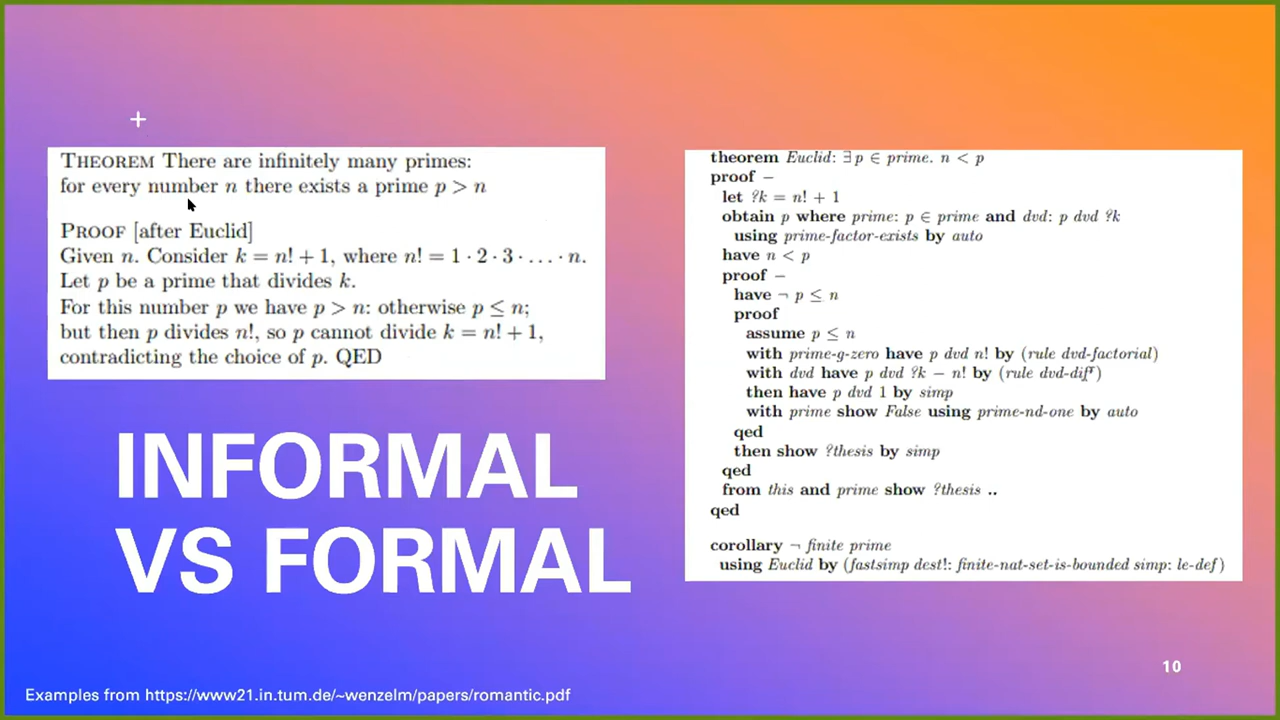 THEOREM There are infinitely many primes:
for every number n there exists a prime p > n
PROOF [after Euclid]
Given n. Consider k = n! + 1, where n! = 1 · 2 · 3 · . . . · n.
Let p be a prime that divides k.
For this number p we have p > n: otherwise p ≤ n;
but then p divides n!, so p cannot divide k = n! + 1,
contradicting the choice of p. QED
INFORMAL
VS FORMAL
theorem Euclid: ∃ p ∈ prime. n < p
proof −
let ?k = n! + 1
obtain p where prime: p ∈ prime and dvd: p dvd ?k
using prime-factor-exists by auto
have n < p
proof −
have ¬ p ≤ n
proof
assume p ≤ n
with prime-g-zero have p dvd n! by (rule dvd-factorial)
with dvd have p dvd ?k − n! by (rule dvd-diff)
then have p dvd 1 by simp
with prime show False using prime-nd-one by auto
qed
then show ?thesis by simp
qed
from this and prime show ?thesis ..
qed
corollary ¬ finite prime
using Euclid by (fastsimp dest!: finite-nat-set-is-bounded simp: le-def)
10
Examples from https://www21.in.tum.de/~wenzelm/papers/romantic.pdf